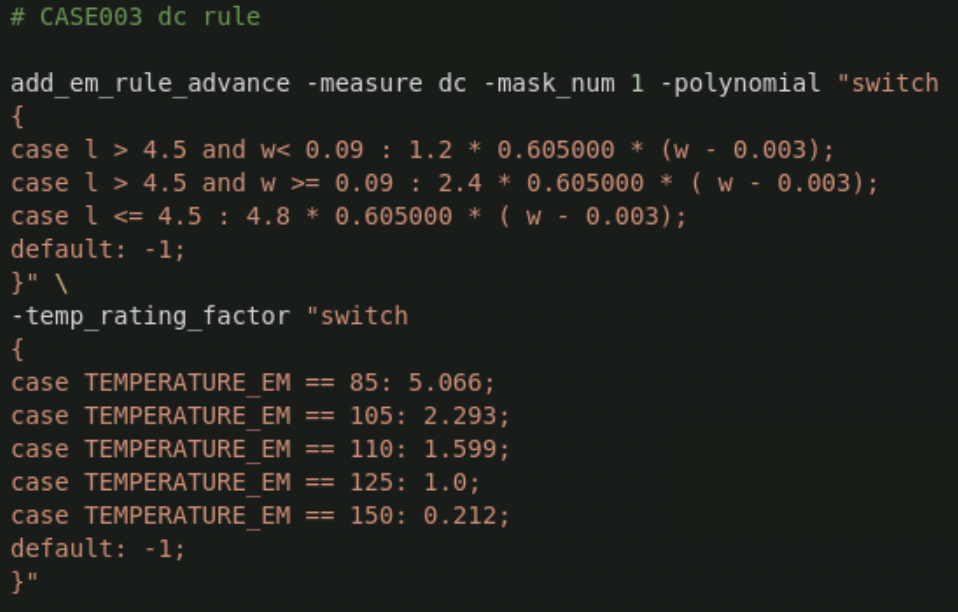 # CASE003 dc rule
add_em_rule_advance -measure dc -mask_num 1 -polynomial "switch
{
case l > 4.5 and w< 0.09 : 1.2 * 0.605000 * (w - 0.003);
case l > 4.5 and w >= 0.09 : 2.4 * 0.605000 * ( w - 0.003);
case l <= 4.5 : 4.8 * 0.605000 * ( w - 0.003);
default: -1;
}" \
-temp_rating_factor "switch
{
case TEMPERATURE_EM == 85: 5.066;
case TEMPERATURE_EM == 105: 2.293;
case TEMPERATURE_EM == 110: 1.599;
case TEMPERATURE_EM == 125: 1.0;
case TEMPERATURE_EM == 150: 0.212;
default: -1;
}"